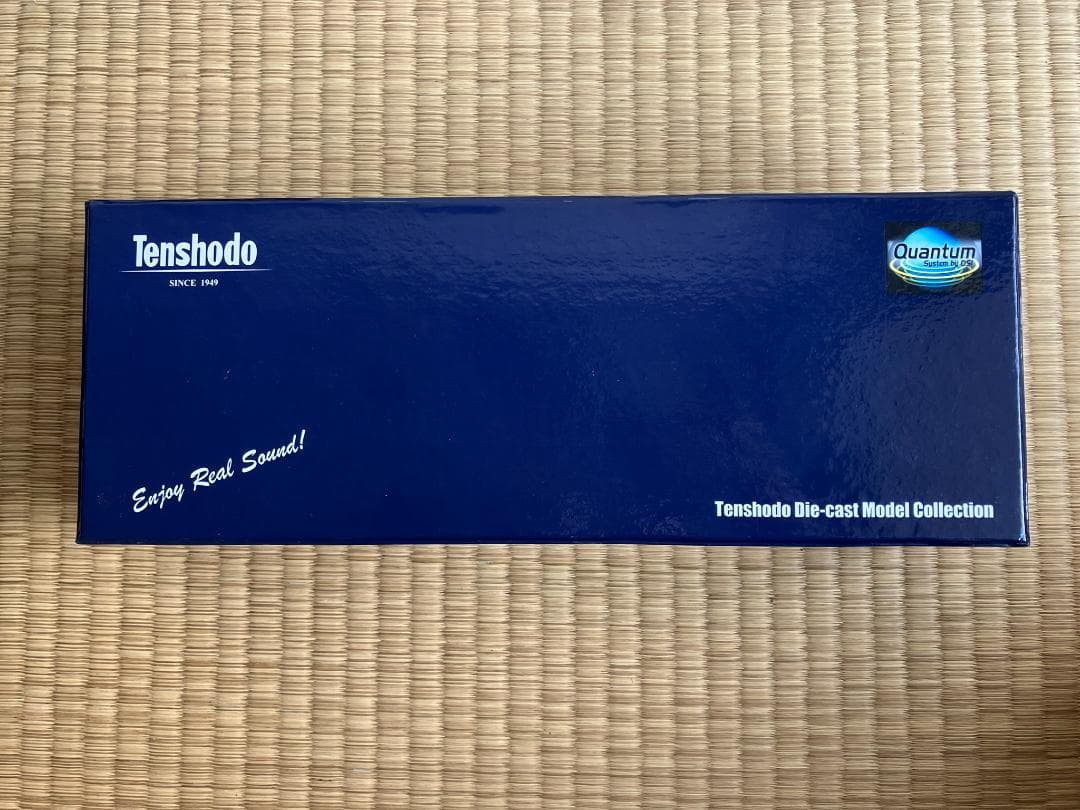 Tenshodo
SINCE 1949
Quantum
System by QSI
Enjoy Real Sound!
Tenshodo Die-cast Model Collection